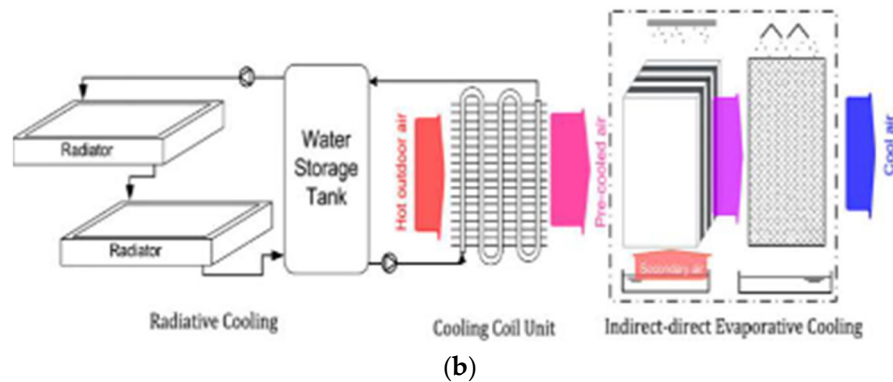 Radiator
Radiator
Water
Storage
Tank
Hot outdoor air
Pre-cooled air
Secondary air
Cool air
Radiative Cooling
Cooling Coil Unit
Indirect-direct Evaporative Cooling
(b)